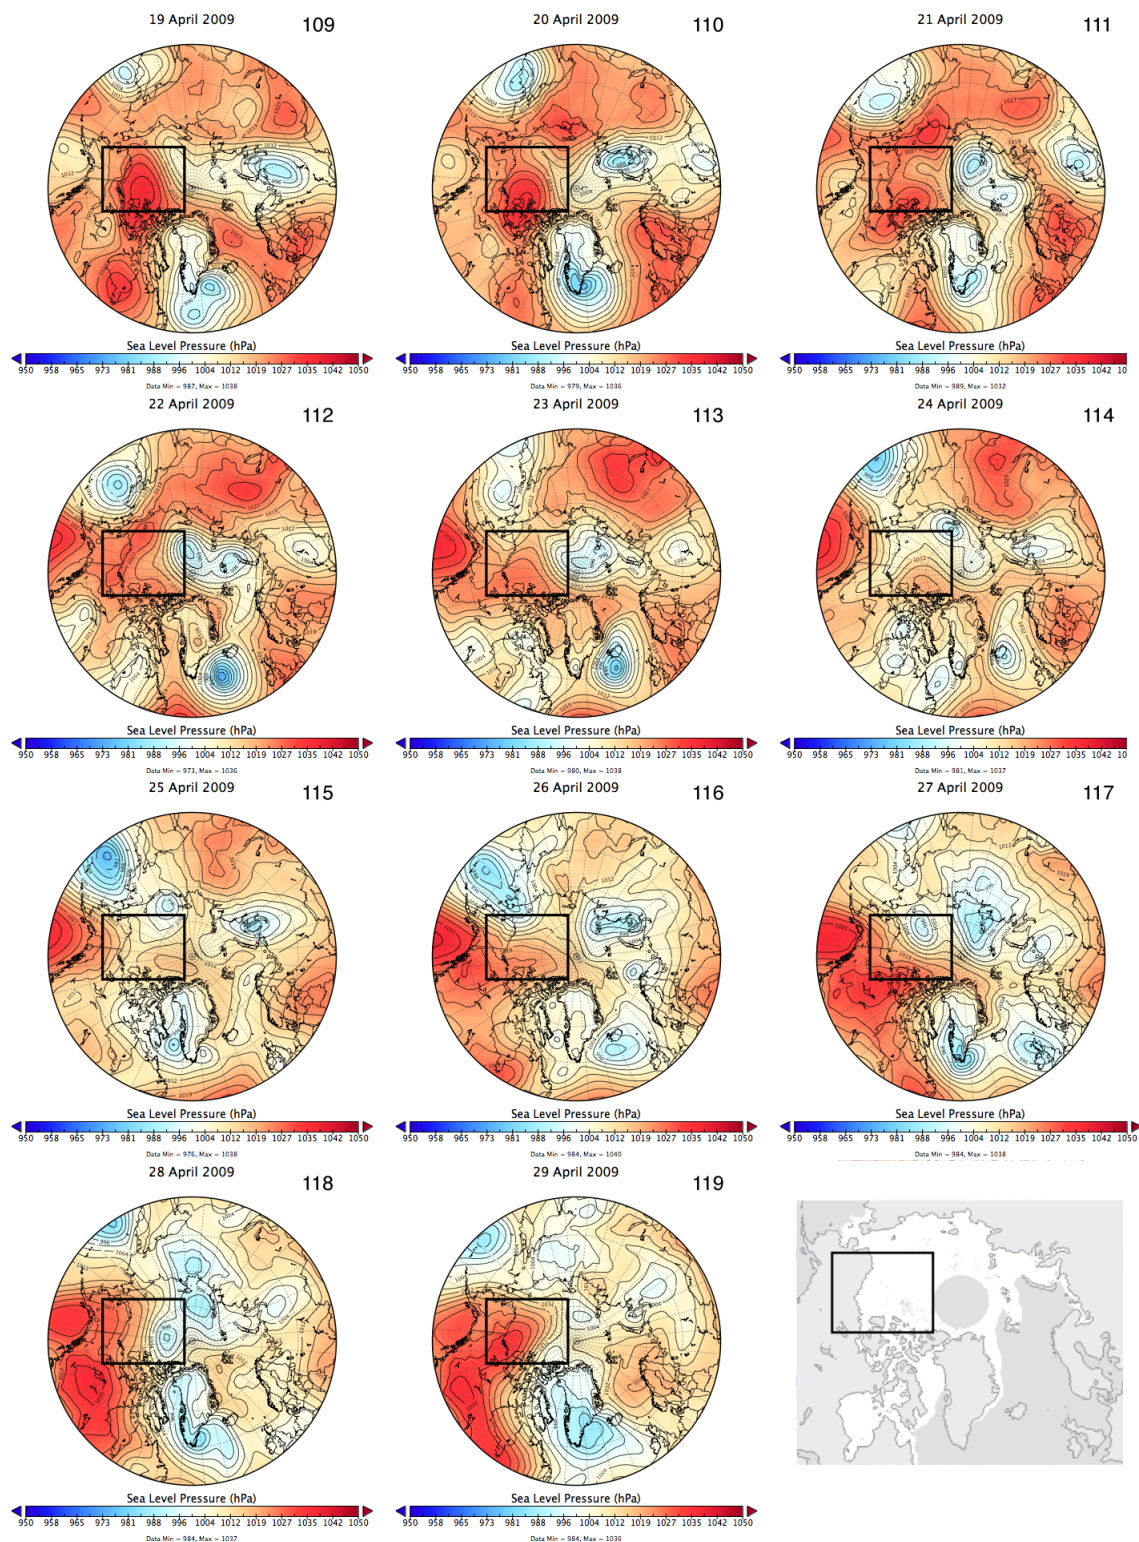 19 April 2009 109
Sea Level Pressure (hPa)
950 958 965 973 981 988 996 1004 1012 1019 1027 1035 1042 1050
Data Min = 987, Max = 1038
20 April 2009 110
Sea Level Pressure (hPa)
950 958 965 973 981 988 996 1004 1012 1019 1027 1035 1042 1050
Data Min = 979, Max = 1036
21 April 2009 111
Sea Level Pressure (hPa)
950 958 965 973 981 988 996 1004 1012 1019 1027 1035 1042
Data Min = 989, Max = 1032
22 April 2009 112
Sea Level Pressure (hPa)
950 958 965 973 981 988 996 1004 1012 1019 1027 1035 1042 1050
Data Min = 973, Max = 1036
23 April 2009 113
Sea Level Pressure (hPa)
950 958 965 973 981 988 996 1004 1012 1019 1027 1035 1042 1050
Data Min = 980, Max = 1038
24 April 2009 114
Sea Level Pressure (hPa)
950 958 965 973 981 988 996 1004 1012 1019 1027 1035 1042
Data Min = 981, Max = 1037
25 April 2009 115
Sea Level Pressure (hPa)
950 958 965 973 981 988 996 1004 1012 1019 1027 1035 1042 1050
Data Min = 976, Max = 1038
26 April 2009 116
Sea Level Pressure (hPa)
950 958 965 973 981 988 996 1004 1012 1019 1027 1035 1042 1050
Data Min = 984, Max = 1040
27 April 2009 117
Sea Level Pressure (hPa)
950 958 965 973 981 988 996 1004 1012 1019 1027 1035 1042 1050
Data Min = 984, Max = 1038
28 April 2009 118
Sea Level Pressure (hPa)
950 958 965 973 981 988 996 1004 1012 1019 1027 1035 1042 1050
Data Min = 984, Max = 1037
29 April 2009 119
Sea Level Pressure (hPa)
950 958 965 973 981 988 996 1004 1012 1019 1027 1035 1042 1050
Data Min = 984, Max = 1036